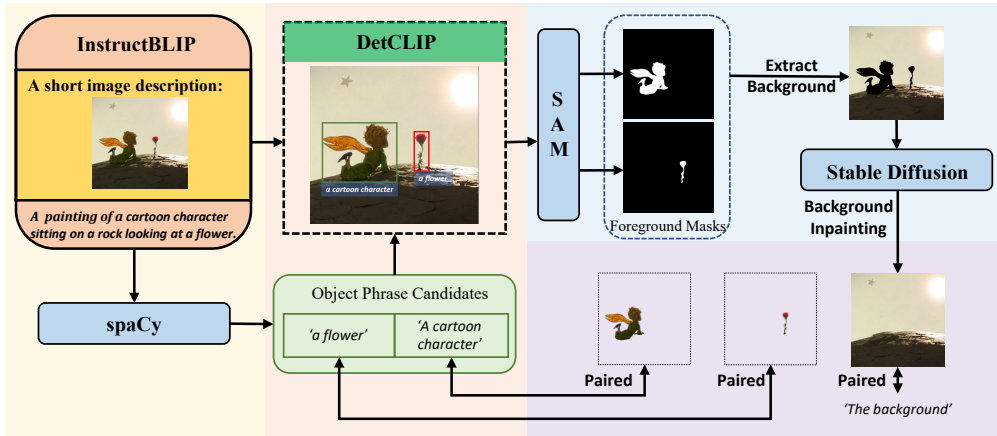 InstructBLIP
A short image description:
A painting of a cartoon character
sitting on a rock looking at a flower.
spaCy
DetCLIP
a cartoon character
a flower
Object Phrase Candidates
'a flower'
'A cartoon
character'
S
A
M
Foreground Masks
Extract
Background
Stable Diffusion
Background
Inpainting
Paired
Paired
Paired
'The background'